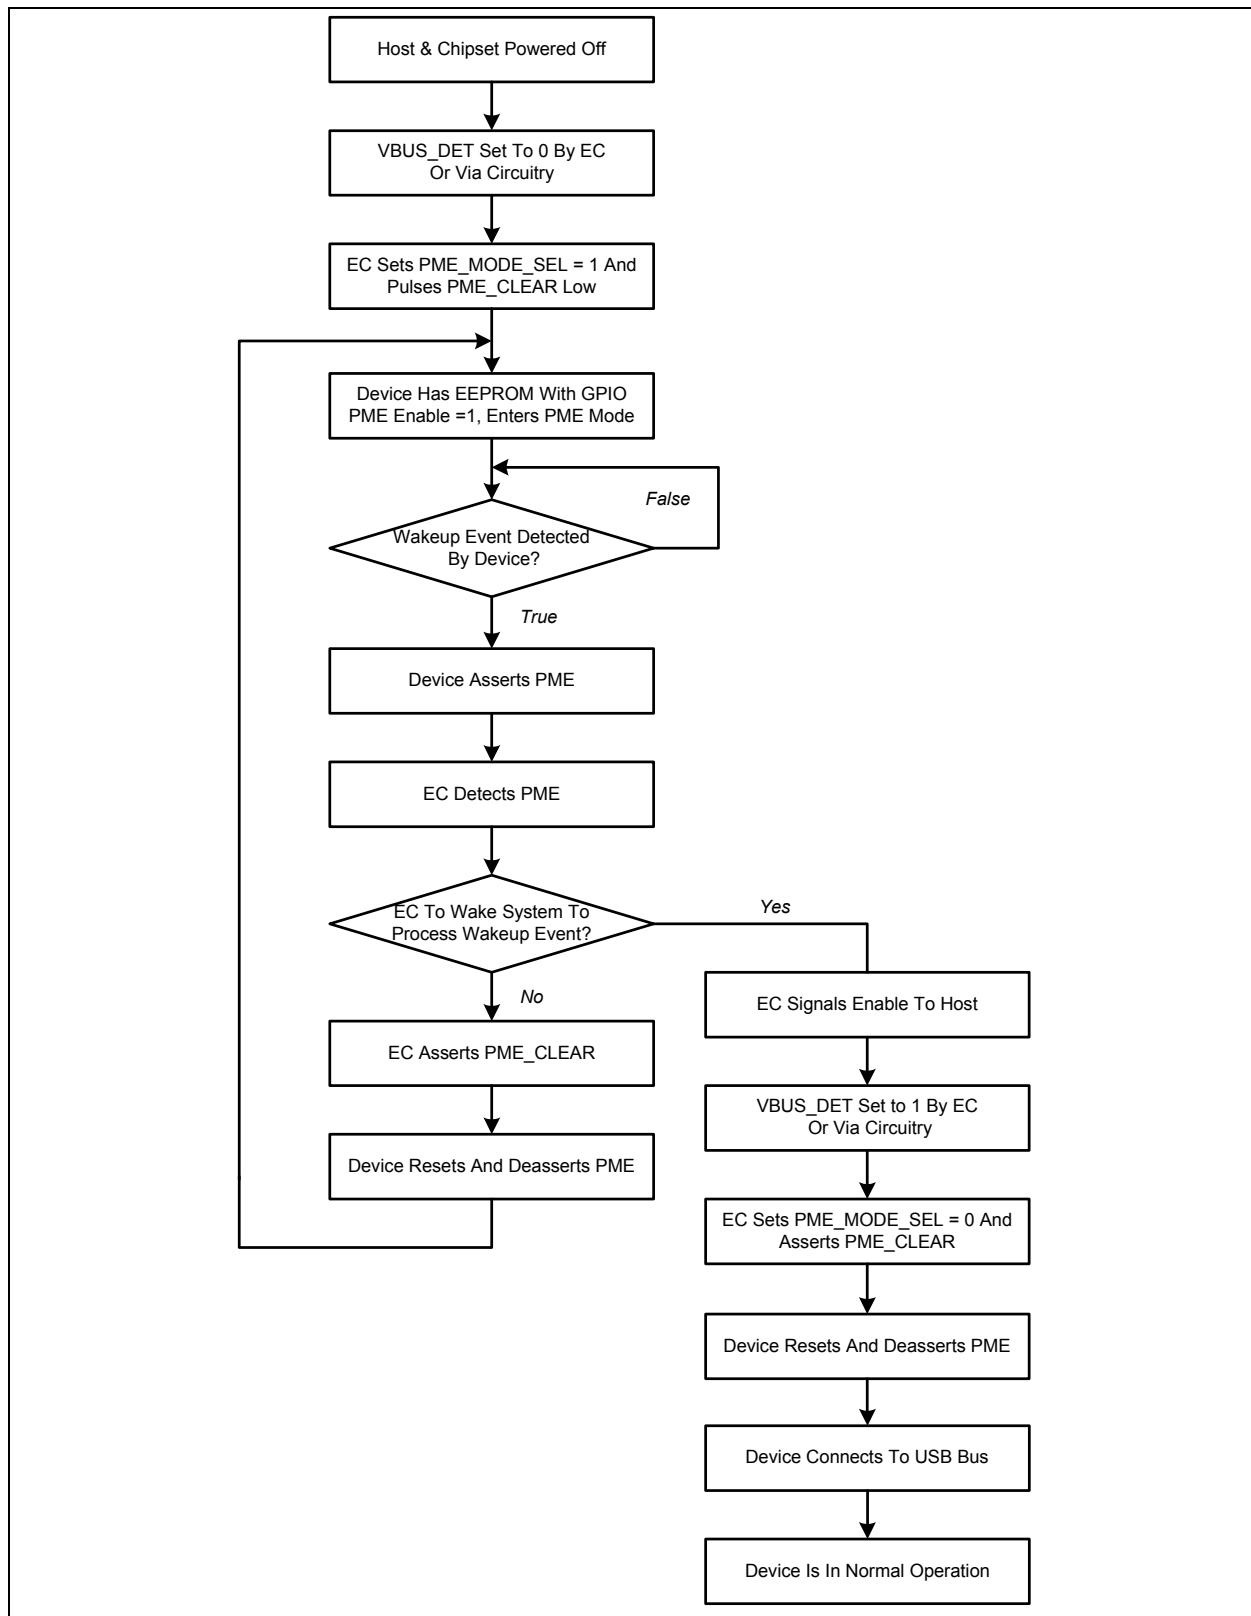 Host & Chipset Powered Off
VBUS_DET Set To 0 By EC
Or Via Circuitry
EC Sets PME_MODE_SEL = 1 And
Pulses PME_CLEAR Low
Device Has EEPROM With GPIO
PME Enable =1, Enters PME Mode
False
Wakeup Event Detected
By Device?
True
Device Asserts PME
EC Detects PME
EC To Wake System To
Process Wakeup Event?
Yes
No
EC Asserts PME_CLEAR
Device Resets And Deasserts PME
EC Signals Enable To Host
VBUS_DET Set to 1 By EC
Or Via Circuitry
EC Sets PME_MODE_SEL = 0 And
Asserts PME_CLEAR
Device Resets And Deasserts PME
Device Connects To USB Bus
Device Is In Normal Operation